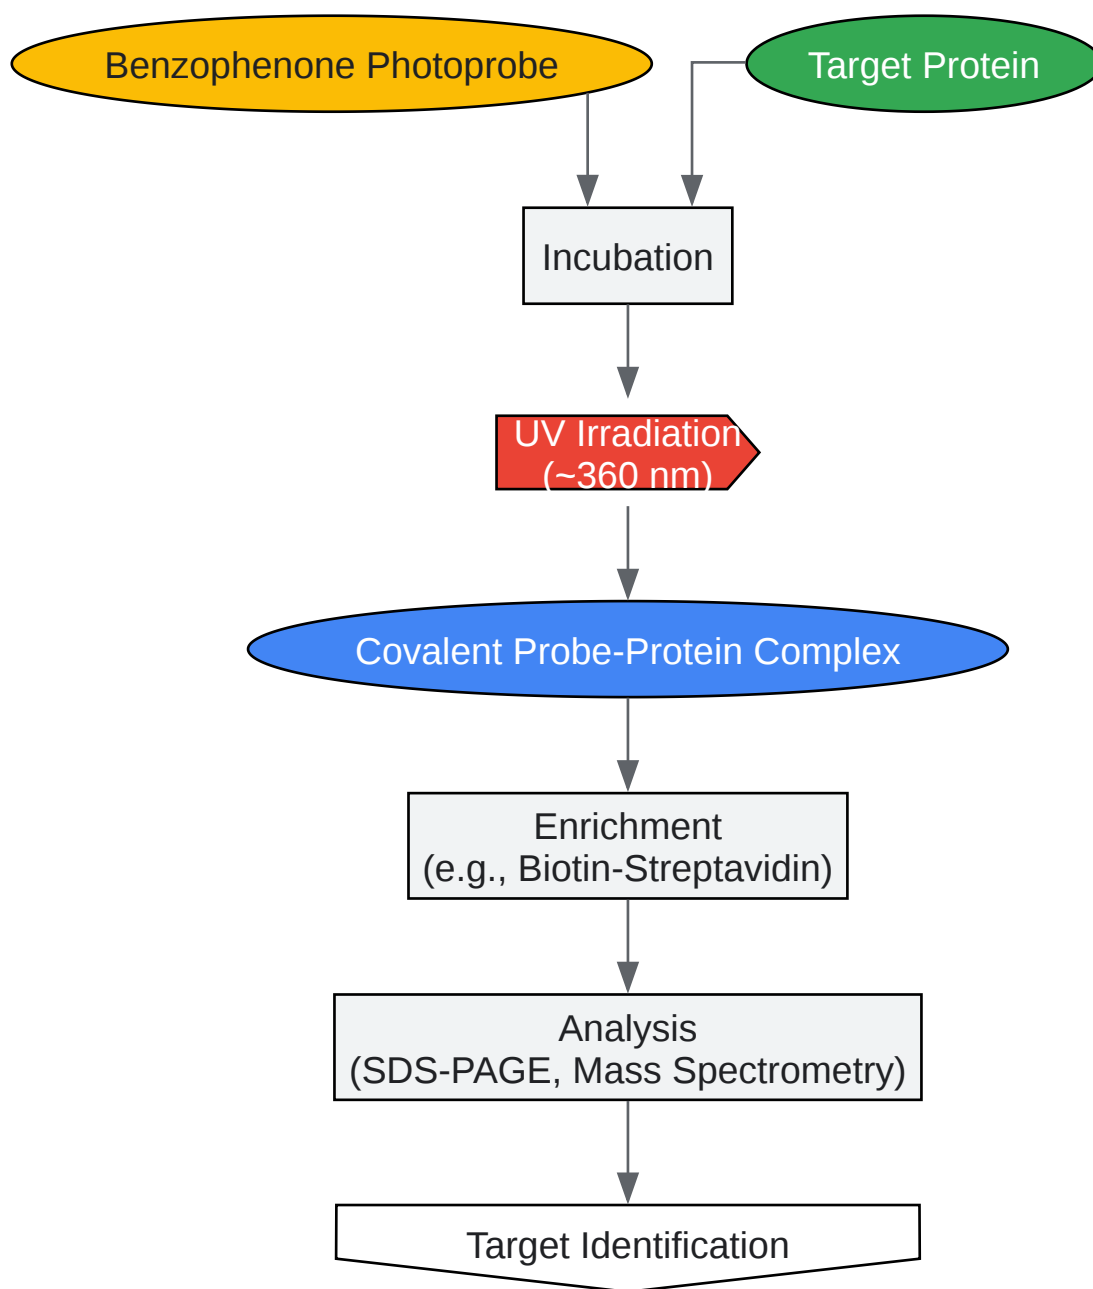 Benzophenone Photoprobe
Target Protein
Incubation
UV Irradiation
(~360 nm)
Covalent Probe-Protein Complex
Enrichment
(e.g., Biotin-Streptavidin)
Analysis
(SDS-PAGE, Mass Spectrometry)
Target Identification